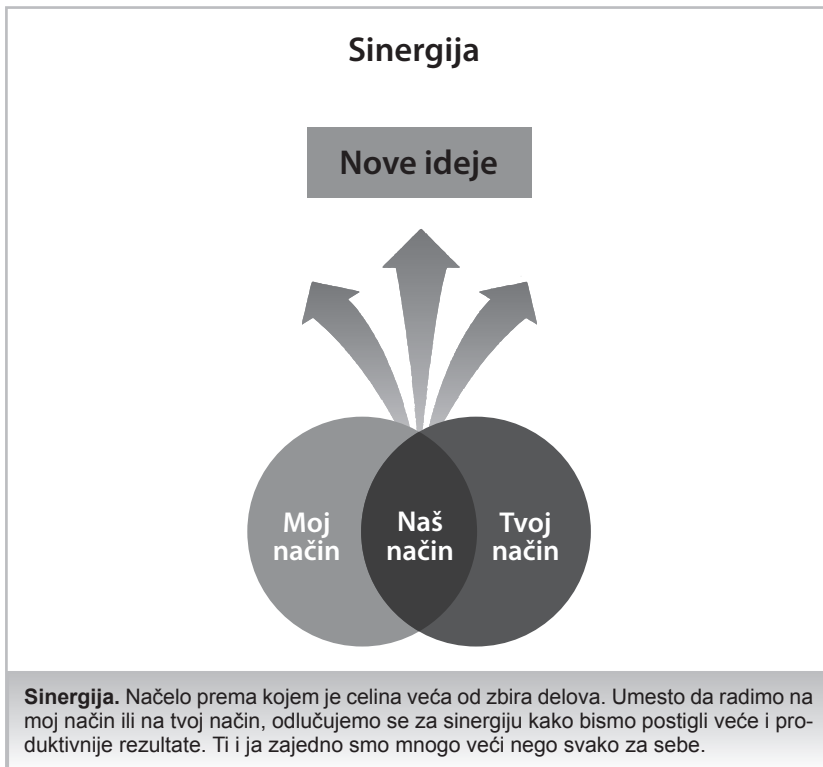 Sinergija
Nove ideje
Moj
način
Naš
način
Tvoj
način
Sinergija. Načelo prema kojem je celina veća od zbira delova. Umesto da radimo na
moj način ili na tvoj način, odlučujemo se za sinergiju kako bismo postigli veće i pro-
duktivnije rezultate. Ti i ja zajedno smo mnogo veći nego svako za sebe.